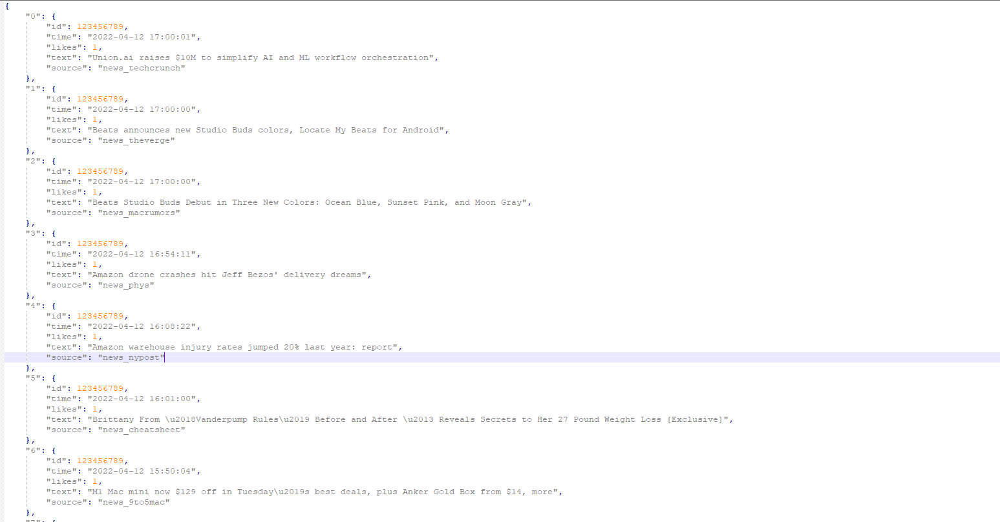 {
"0": {
"id": 123456789,
"time": "2022-04-12 17:00:01",
"likes": 1,
"text": "Union.ai raises $10M to simplify AI and ML workflow orchestration",
"source": "news_techcrunch"
},
"1": {
"id": 123456789,
"time": "2022-04-12 17:00:00",
"likes": 1,
"text": "Beats announces new Studio Buds colors, Locate My Beats for Android",
"source": "news_theverge"
},
"2": {
"id": 123456789,
"time": "2022-04-12 17:00:00",
"likes": 1,
"text": "Beats Studio Buds Debut in Three New Colors: Ocean Blue, Sunset Pink, and Moon Gray",
"source": "news_macrumors"
},
"3": {
"id": 123456789,
"time": "2022-04-12 16:54:11",
"likes": 1,
"text": "Amazon drone crashes hit Jeff Bezos' delivery dreams",
"source": "news_phys"
},
"4": {
"id": 123456789,
"time": "2022-04-12 16:08:22",
"likes": 1,
"text": "Amazon warehouse injury rates jumped 20% last year: report",
"source": "news_nypost"
},
"5": {
"id": 123456789,
"time": "2022-04-12 16:01:00",
"likes": 1,
"text": "Brittany From \u2018Vanderpump Rules\u2019 Before and After \u2013 Reveals Secrets to Her 27 Pound Weight Loss [Exclusive]",
"source": "news_cheatsheet"
},
"6": {
"id": 123456789,
"time": "2022-04-12 15:50:04",
"likes": 1,
"text": "M1 Mac mini now $129 off in Tuesday\u2019s best deals, plus Anker Gold Box from $14, more",
"source": "news_9to5mac"
},
"7": {